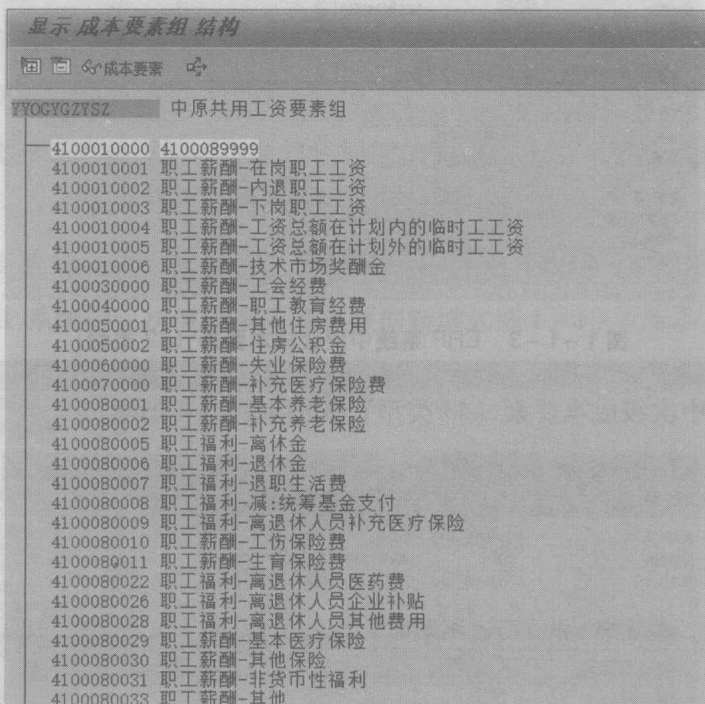 显示 成本要素组 结构
成本要素
YYOGYGZYSZ 中原共用工资要素组
4100010000 4100089999
4100010001 职工薪酬-在岗职工工资
4100010002 职工薪酬-内退职工工资
4100010003 职工薪酬-下岗职工工资
4100010004 职工薪酬-工资总额在计划内的临时工工资
4100010005 职工薪酬-工资总额在计划外的临时工工资
4100010006 职工薪酬-技术市场奖酬金
4100030000 职工薪酬-工会经费
4100040000 职工薪酬-职工教育经费
4100050001 职工薪酬-其他住房费用
4100050002 职工薪酬-住房公积金
4100060000 职工薪酬-失业保险费
4100070000 职工薪酬-补充医疗保险费
4100080001 职工薪酬-基本养老保险
4100080002 职工薪酬-补充养老保险
4100080005 职工福利-离休金
4100080006 职工福利-退休金
4100080007 职工福利-退职生活费
4100080008 职工福利-减:统筹基金支付
4100080009 职工福利-离退休人员补充医疗保险
4100080010 职工薪酬-工伤保险费
4100080011 职工薪酬-生育保险费
4100080022 职工福利-离退休人员医药费
4100080026 职工福利-离退休人员企业补贴
4100080028 职工福利-离退休人员其他费用
4100080029 职工薪酬-基本医疗保险
4100080030 职工薪酬-其他保险
4100080031 职工薪酬-非货币性福利
4100080033 职工薪酬-其他